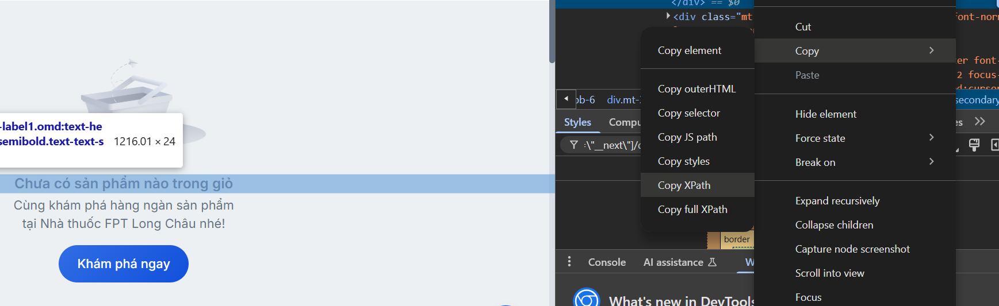 -label1.omd:text-he
semibold.text-text-s 1216.01 × 24
Chưa có sản phẩm nào trong giỏ
Cùng khám phá hàng ngàn sản phẩm
tại Nhà thuốc FPT Long Châu nhé!
Khám phá ngay
</div> == $0
<div class="mt
font-nor
er font-
2 focus-
d:curso
ob-6 div.mt-
secondary
Styles Compu
es
:\"__next\"]/c
border
Console AI assistance W
What's new in DevTools
Copy element
Copy outerHTML
Copy selector
Copy JS path
Copy styles
Copy XPath
Copy full XPath
Cut
Copy
Paste
Hide element
Force state
Break on
Expand recursively
Collapse children
Capture node screenshot
Scroll into view
Focus